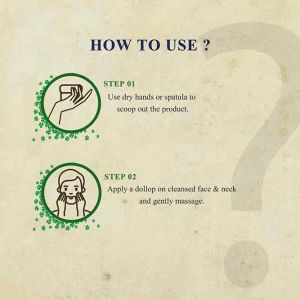 HOW TO USE ?
STEP 01
Use dry hands or spatula to
scoop out the product.
STEP 02
Apply a dollop on cleansed face & neck
and gently massage.